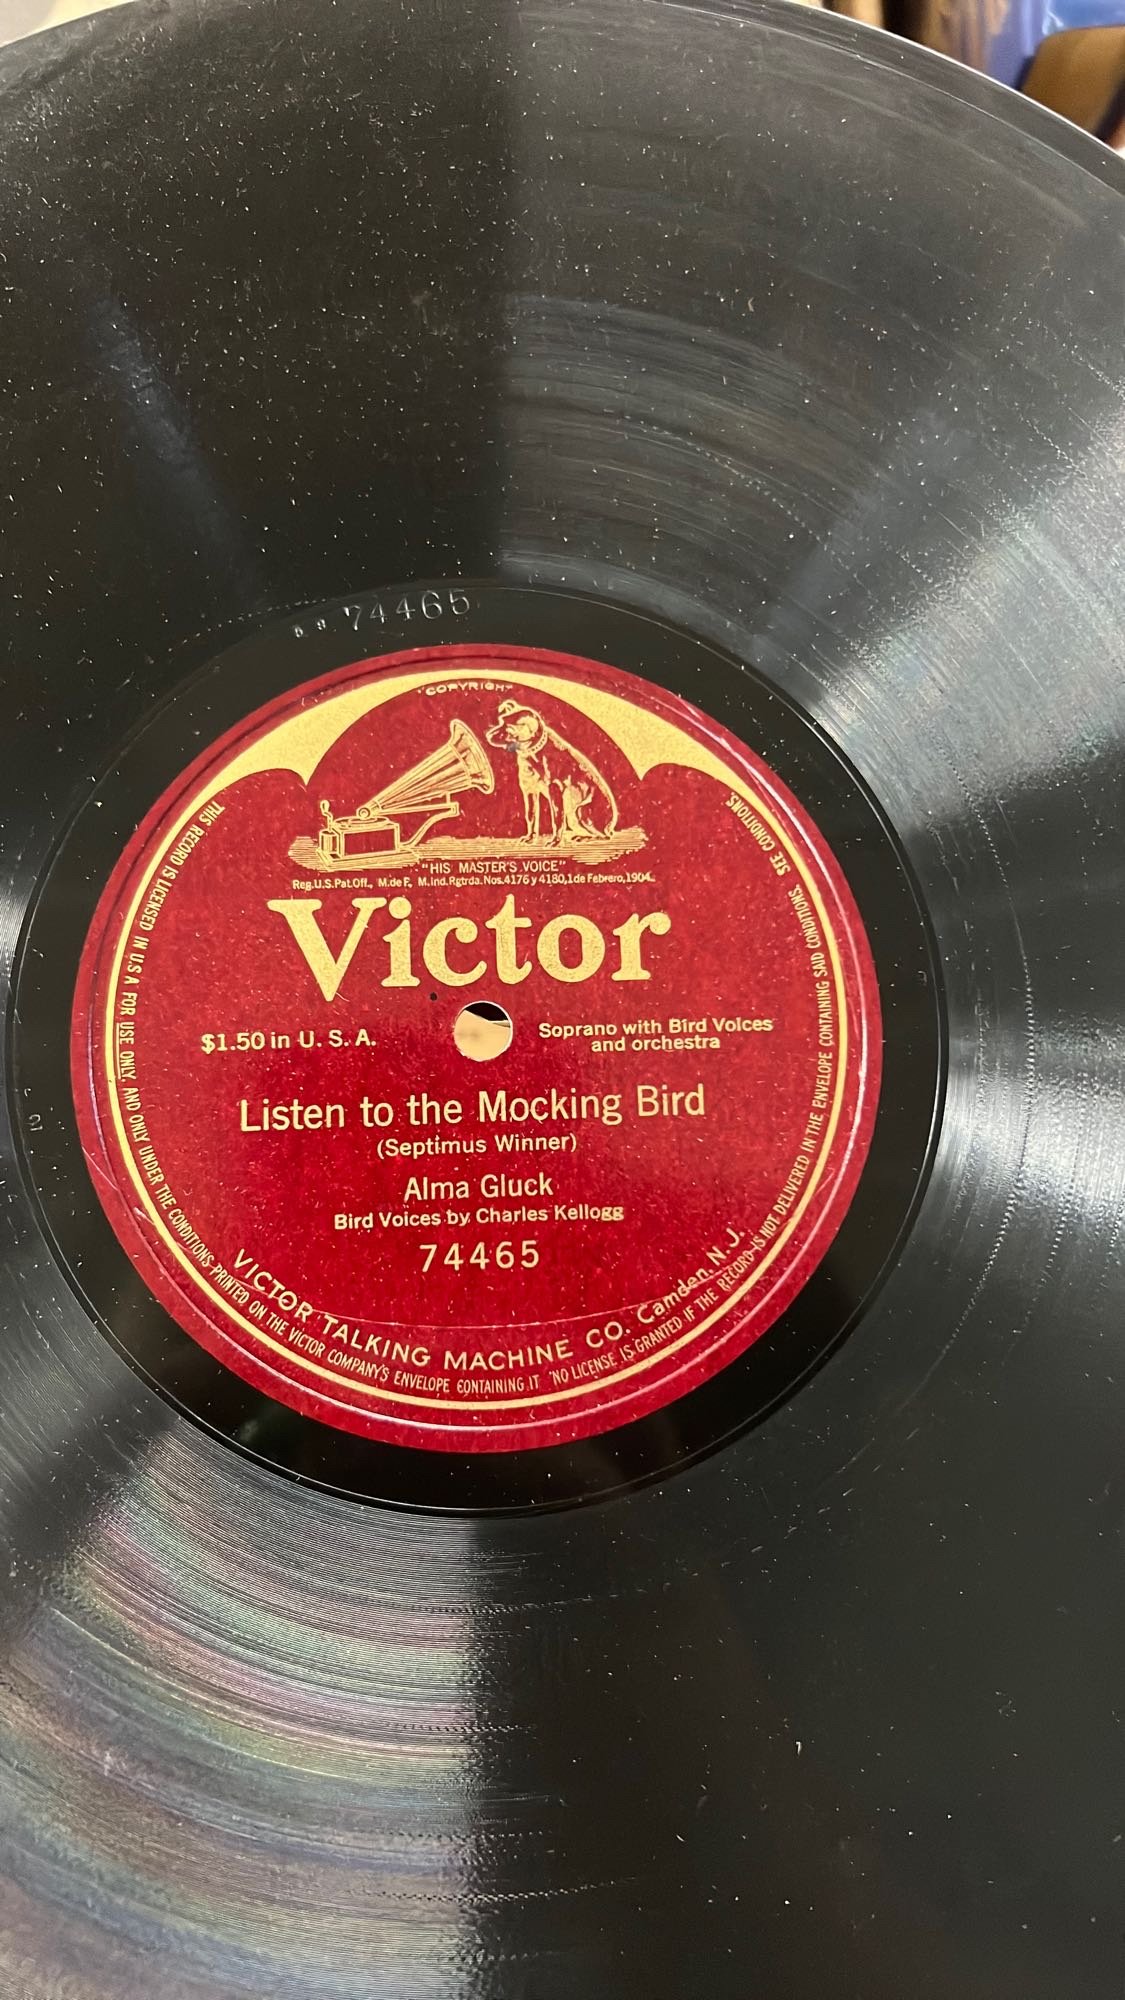 74465
COPYRIGHT
"HIS MASTER'S VOICE"
Reg.U.S.Pat.Off., M.de F., M.Ind.Rgtrda.Nos.4176 y 4180,1 de Febrero,1904.
Victor
$1.50 in U. S. A.
Soprano with Bird Voices
and orchestra
Listen to the Mocking Bird
(Septimus Winner)
Alma Gluck
Bird Voices by Charles Kellogg
74465
VICTOR TALKING MACHINE CO. Camden, N. J.
THIS RECORD IS LICENSED IN U.S.A. FOR USE ONLY, AND ONLY UNDER THE CONDITIONS PRINTED ON THE VICTOR COMPANY'S ENVELOPE CONTAINING IT "NO LICENSE IS GRANTED IF THE RECORD IS NOT DELIVERED IN THE ENVELOPE CONTAINING SAID CONDITIONS. SEE CONDITIONS.
2